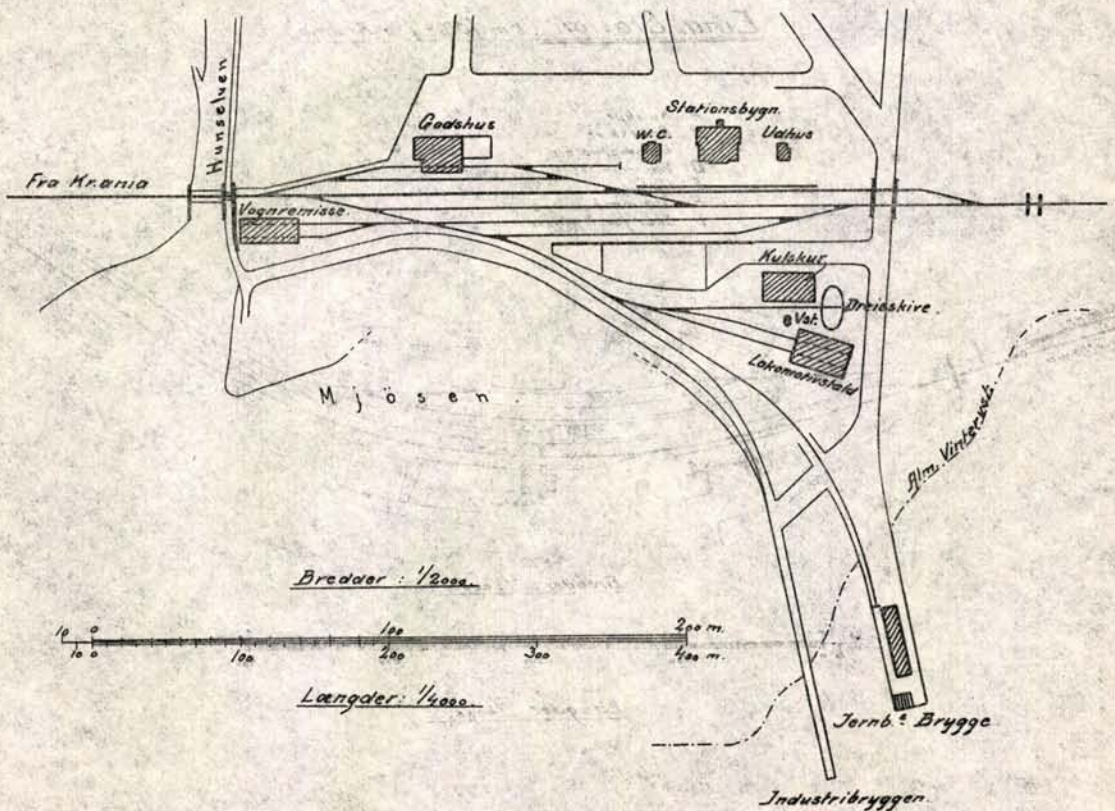 Hunselven
Godshus
Stationsbygn.
W.C.
Udhus
Fra Kr.ania
Vognremisse.
Kulskur.
Dreieskive.
Vst.
Lokomotivstald
Mjösen.
Alm. Vintervst.
Bredder: 1/2000.
10 0 100 200 m.
10 0 100 200 300 400 m.
Længder: 1/4000.
Jernb.s Brygge
Industribryggen.